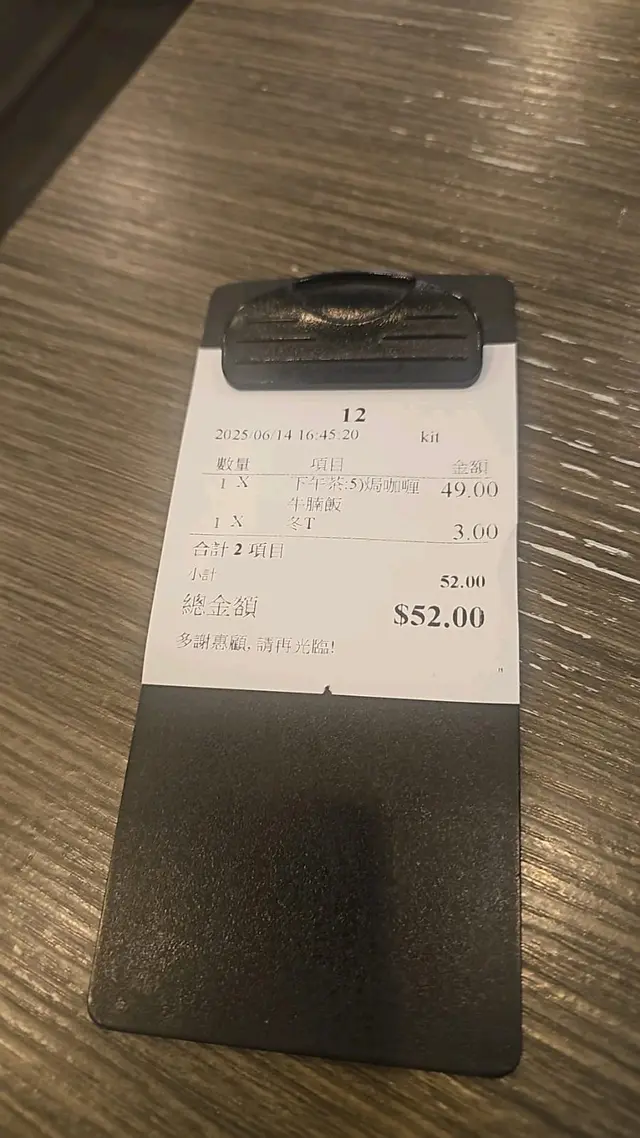 12
2025/06/14 16:45:20 kit
數量 項目 金額
1 X 下午茶:5)焗咖喱 49.00
牛腩飯
1 X 冬T 3.00
合計 2 項目
小計 52.00
總金額 $52.00
多謝惠顧, 請再光臨!